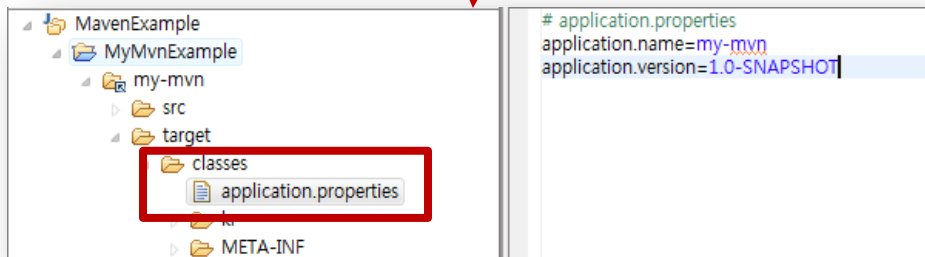 MavenExample
MyMvnExample
my-mvn
src
target
classes
application.properties
META-INF
# application.properties
application.name=my-mvn
application.version=1.0-SNAPSHOT